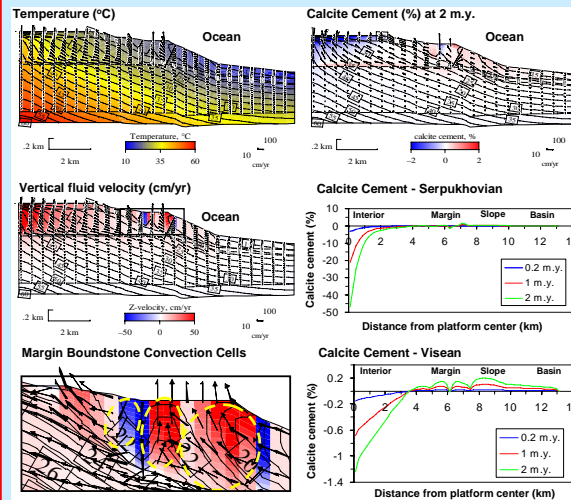 Temperature (°C)
Ocean
.2 km
2 km
Temperature, °C
10 35 60
100
10
cm/yr
Calcite Cement (%) at 2 m.y.
Ocean
.2 km
2 km
calcite cement, %
−2 0 2
100
10
cm/yr
Vertical fluid velocity (cm/yr)
Ocean
.2 km
2 km
Z-velocity, cm/yr
−50 0 50
100
10
cm/yr
Calcite Cement - Serpukhovian
Calcite cement (%)
10
0
-10
-20
-30
-40
-50
Interior Margin Slope Basin
0 2 4 6 8 10 12 14
0.2 m.y.
1 m.y.
2 m.y.
Distance from platform center (km)
Margin Boundstone Convection Cells
26
Calcite Cement - Visean
Calcite cement (%)
0.2
-0.2
-0.6
-1
-1.4
Interior Margin Slope Basin
0 2 4 6 8 10 12 14
0.2 m.y.
1 m.y.
2 m.y.
Distance from platform center (km)